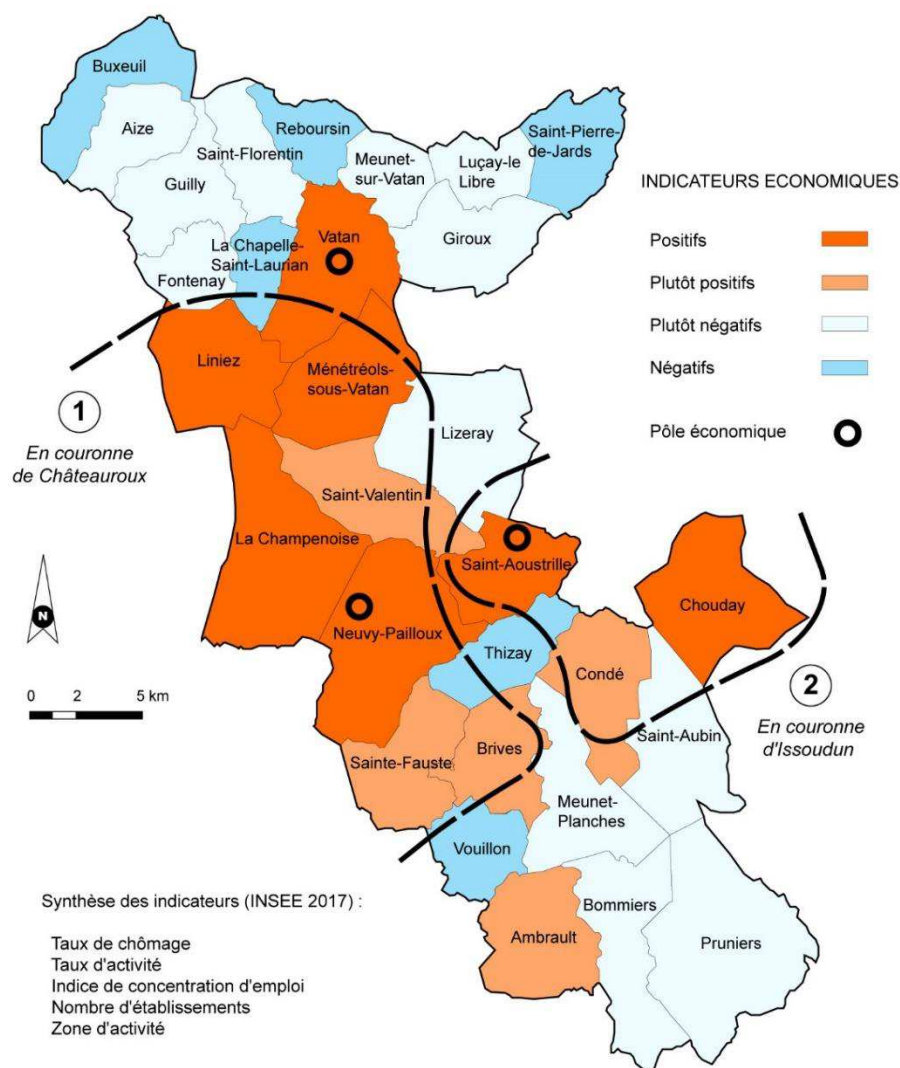 Buxeuil
Aize
Reboursin
Saint-Pierre-
de-Jards
Saint-Florentin
Meunet-
sur-Vatan
Luçay-le
Libre
Guilly
Vatan
Giroux
La Chapelle-
Saint-Laurian
Fontenay
INDICATEURS ECONOMIQUES
Positifs
Plutôt positifs
Plutôt négatifs
Négatifs
Pôle économique
Liniez
Ménétréols-
sous-Vatan
1
En couronne
de Châteauroux
Lizeray
Saint-Valentin
La Champenoise
Saint-Aoustrille
Chouday
N
Neuvy-Pailloux
Thizay
Condé
0 2 5 km
2
En couronne
d'Issoudun
Saint-Aubin
Sainte-Fauste
Brives
Meunet-
Planches
Vouillon
Bommiers
Ambrault
Pruniers
Synthèse des indicateurs (INSEE 2017) :
Taux de chômage
Taux d'activité
Indice de concentration d'emploi
Nombre d'établissements
Zone d'activité